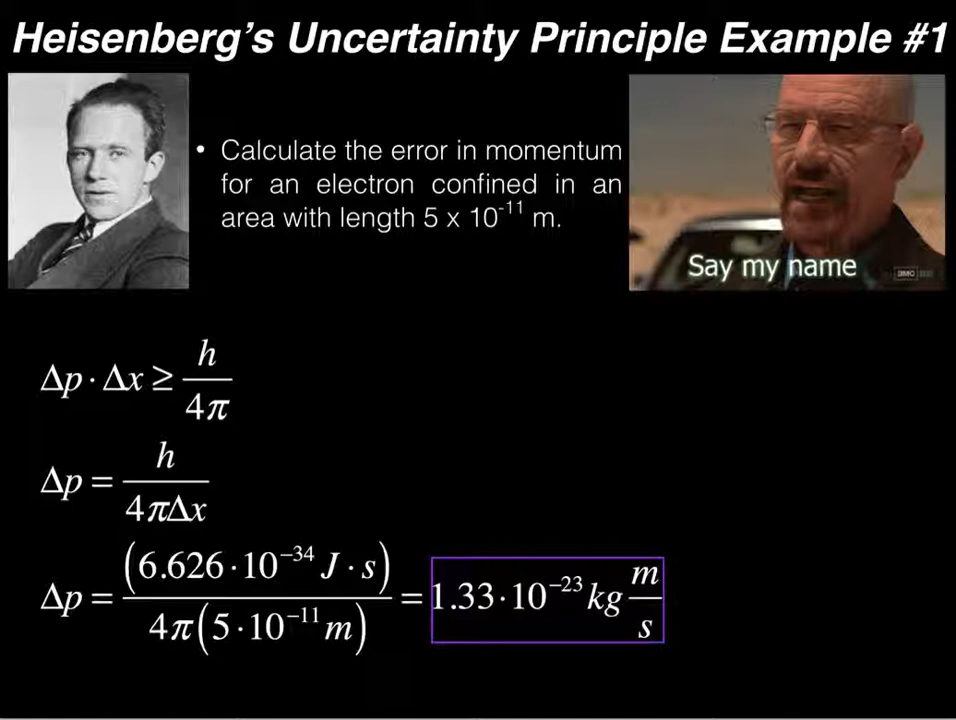 Heisenberg's Uncertainty Principle Example #1
• Calculate the error in momentum
for an electron confined in an
area with length 5 x 10⁻¹¹ m.
Say my name
Δp · Δx ≥ h / 4π
Δp = h / 4πΔx
Δp = (6.626·10⁻³⁴ J·s) / 4π(5·10⁻¹¹ m) = 1.33·10⁻²³ kg m/s